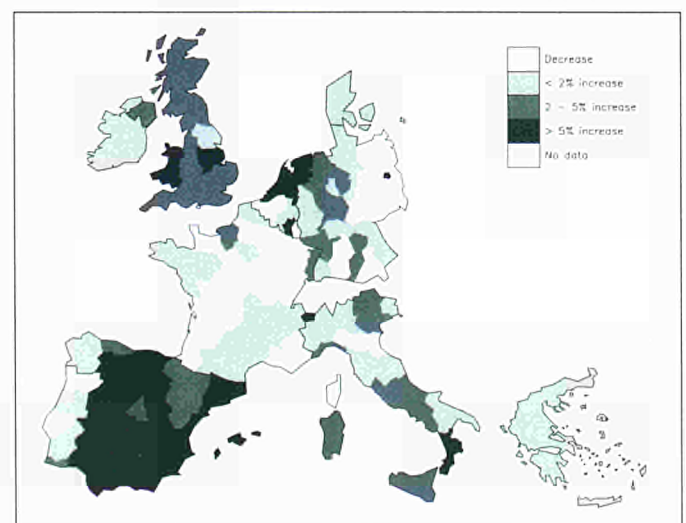 Decrease
< 2% increase
2 - 5% increase
> 5% increase
No data